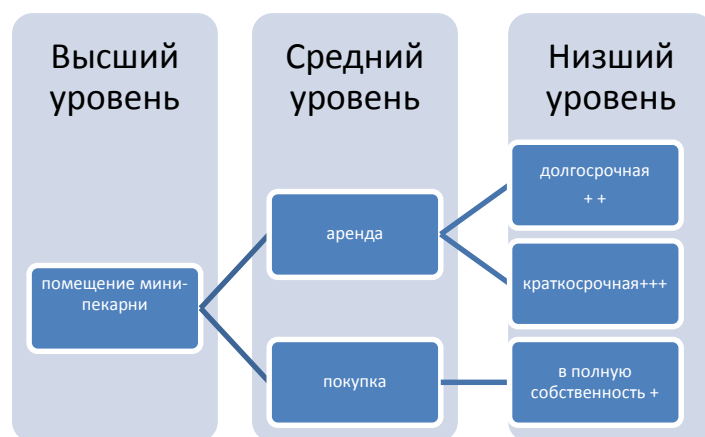 Высший
уровень
Средний
уровень
Низший
уровень
помещение мини-
пекарни
аренда
покупка
долгосрочная
+ +
краткосрочная+++
в полную
собственность +